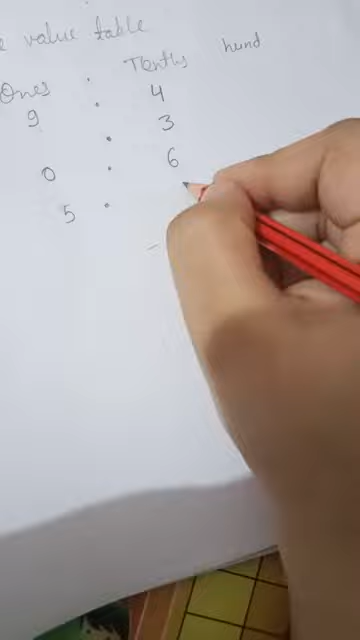 e value table
Ones . Tenths hund
9 . 4
. 3
0 . 6
5 .